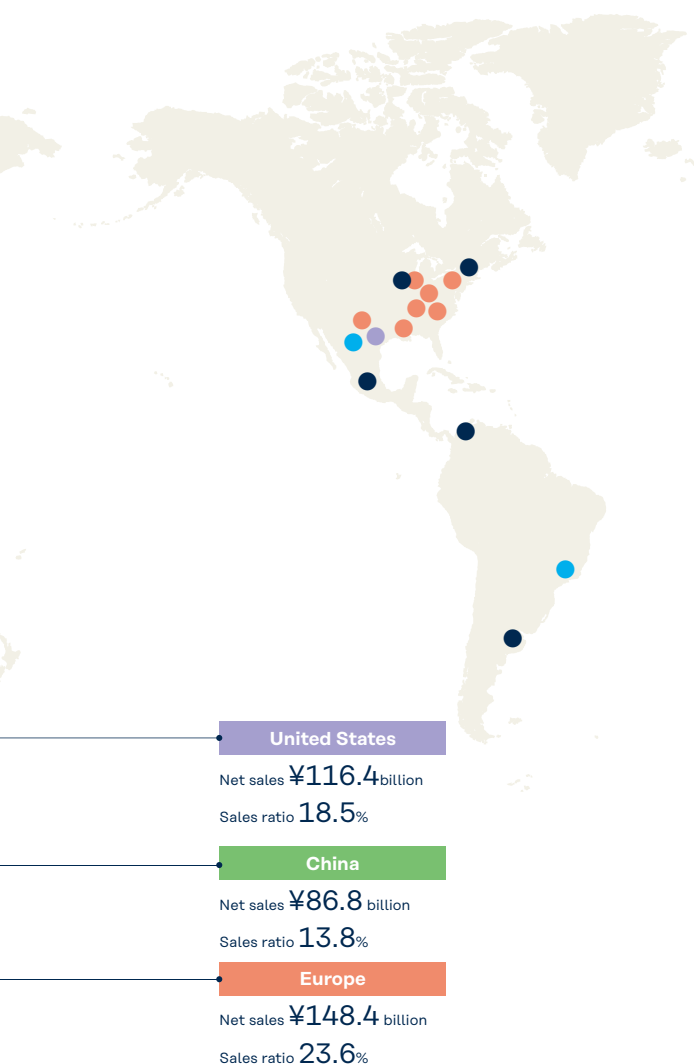 United States
Net sales ¥116.4billion
Sales ratio 18.5%
China
Net sales ¥86.8 billion
Sales ratio 13.8%
Europe
Net sales ¥148.4 billion
Sales ratio 23.6%